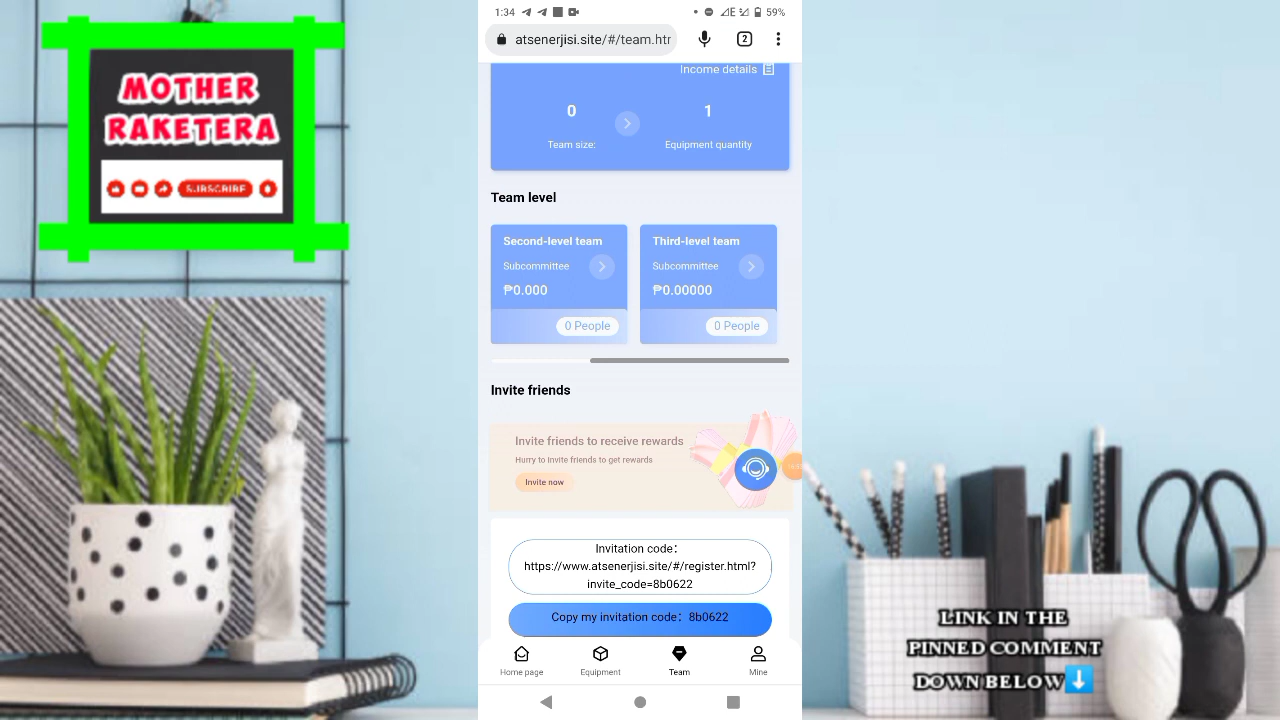 MOTHER
RAKETERA
SUBSCRIBE
1:34
59%
atsenerjisi.site/#/team.htr
2
Income details
0
1
Team size:
Equipment quantity
Team level
Second-level team
Third-level team
Subcommittee
Subcommittee
₱0.000
₱0.00000
0 People
0 People
Invite friends
Invite friends to receive rewards
Hurry to Invite friends to get rewards
Invite now
Invitation code：
https://www.atsenerjisi.site/#/register.html?
invite_code=8b0622
Copy my invitation code：8b0622
Home page
Equipment
Team
Mine
LINK IN THE
PINNED COMMENT
DOWN BELOW⬇️